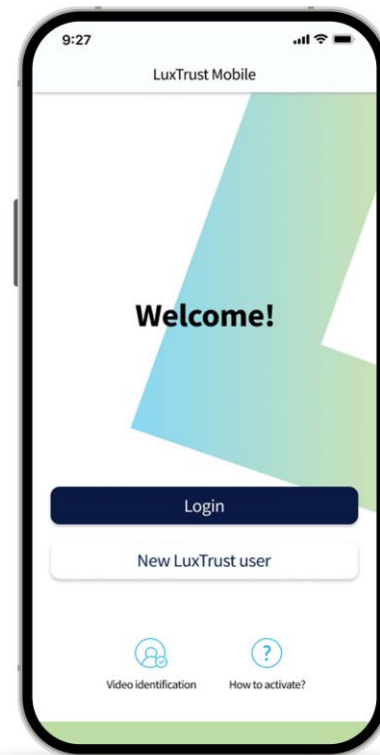 9:27
LuxTrust Mobile
Welcome!
Login
New LuxTrust user
?
Video identification
How to activate?